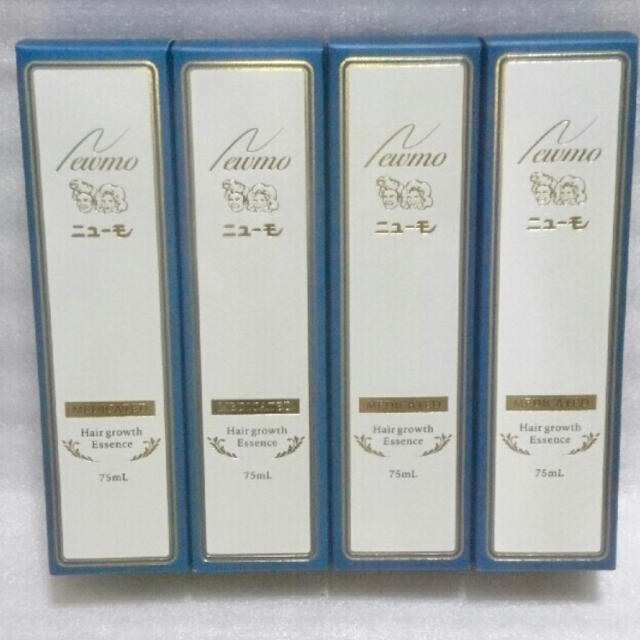 Newmo
ニューモ
MEDICATED
Hair growth
Essence
75mL
Newmo
ニューモ
MEDICATED
Hair growth
Essence
75mL
Newmo
ニューモ
MEDICATED
Hair growth
Essence
75mL
Newmo
ニューモ
MEDICATED
Hair growth
Essence
75mL